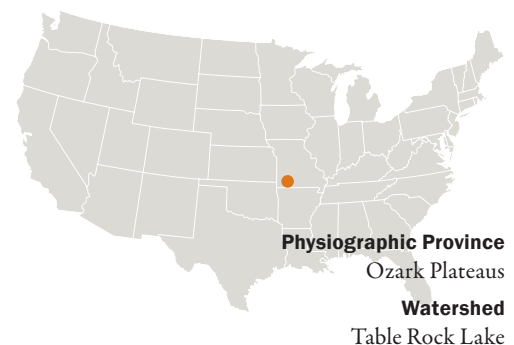 Physiographic Province
Ozark Plateaus
Watershed
Table Rock Lake